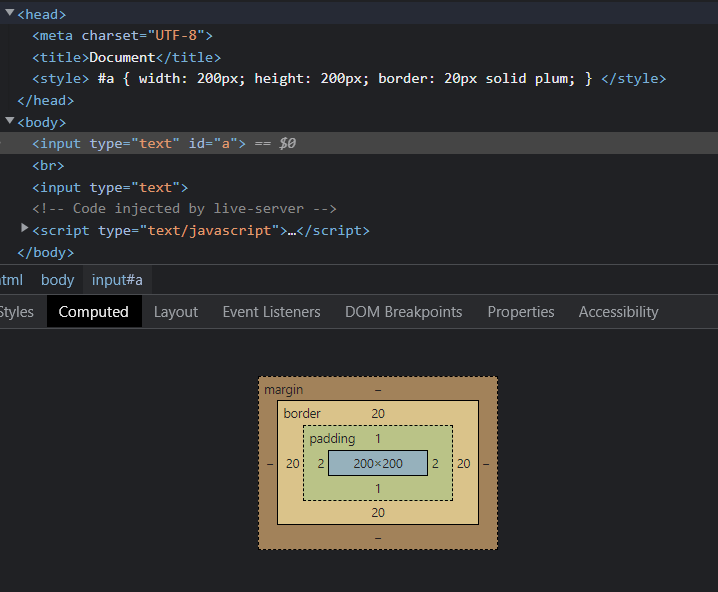 <head>
<meta charset="UTF-8">
<title>Document</title>
<style> #a { width: 200px; height: 200px; border: 20px solid plum; } </style>
</head>
<body>
<input type="text" id="a"> == $0
<br>
<input type="text">
<!-- Code injected by live-server -->
<script type="text/javascript">…</script>
</body>
html body input#a
Styles Computed Layout Event Listeners DOM Breakpoints Properties Accessibility
margin –
border 20
padding 1
– 20 2 200×200 2 20 –
1
20
–